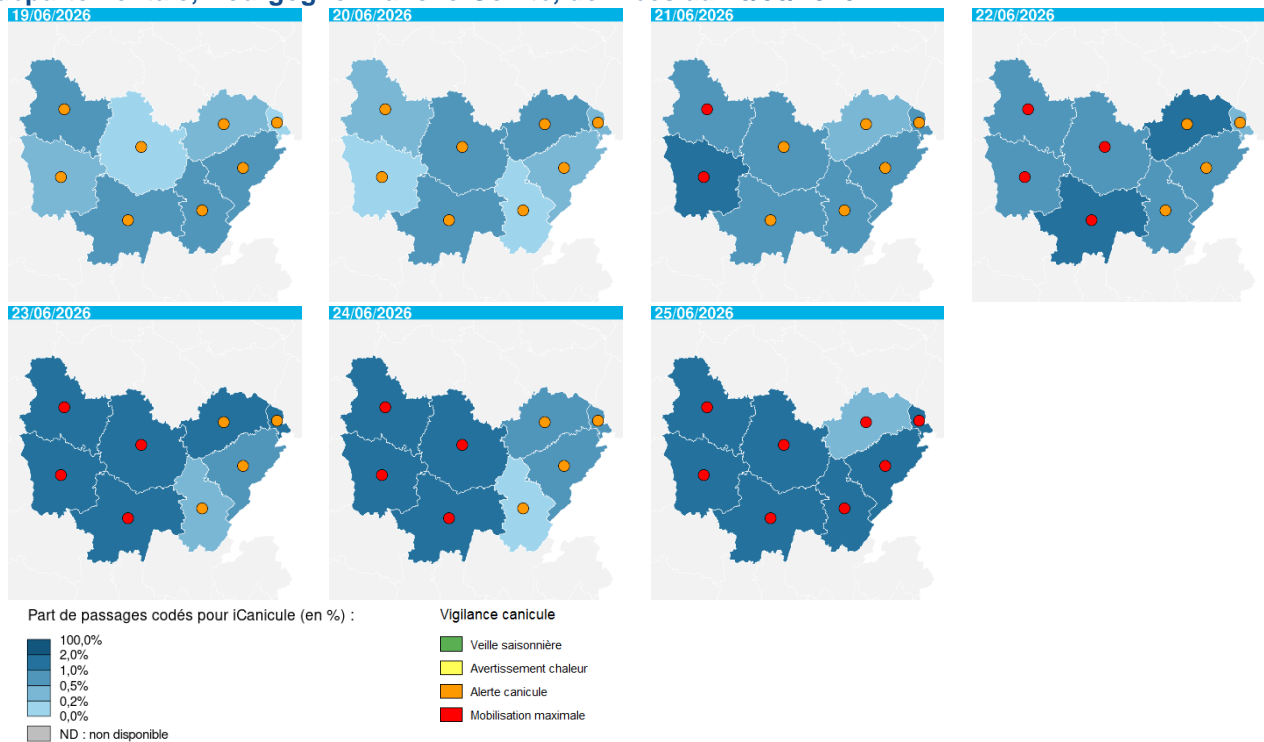 19/06/2026
20/06/2026
21/06/2026
22/06/2026
23/06/2026
24/06/2026
25/06/2026
Part de passages codés pour iCanicule (en %) :
100,0%
2,0%
1,0%
0,5%
0,2%
0,0%
ND : non disponible
Vigilance canicule
Veille saisonnière
Avertissement chaleur
Alerte canicule
Mobilisation maximale